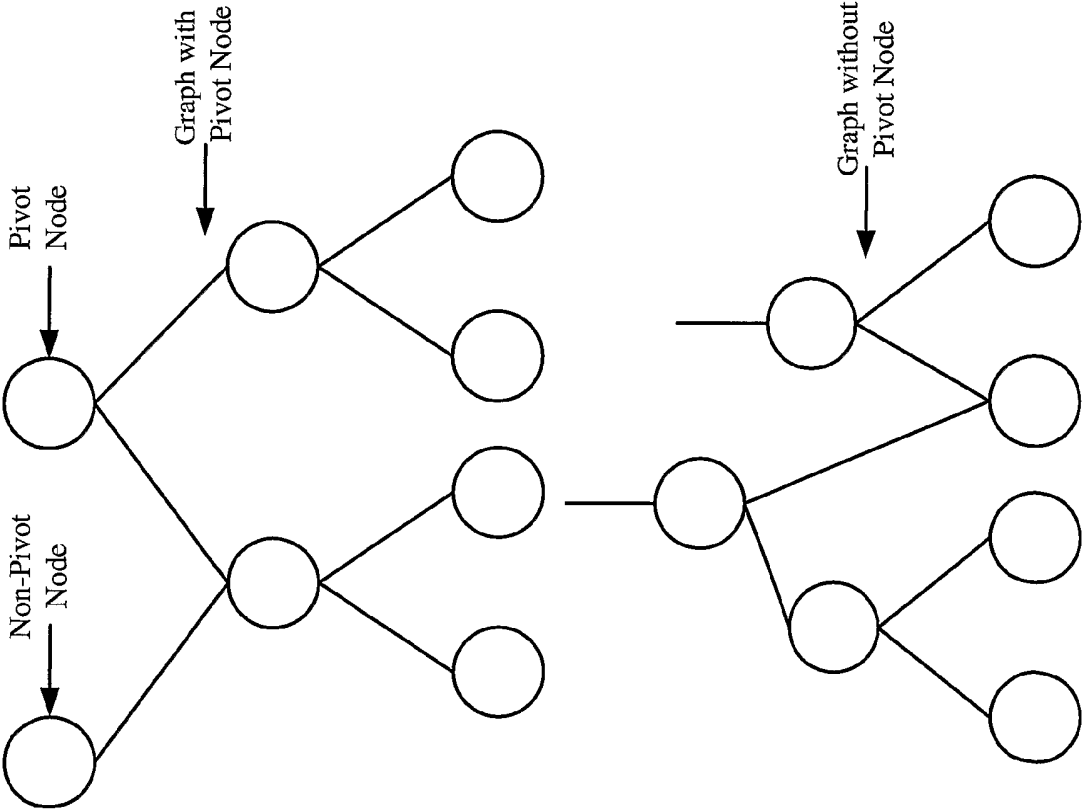 Non-Pivot
Node
Pivot
Node
Graph with
Pivot Node
Graph without
Pivot Node